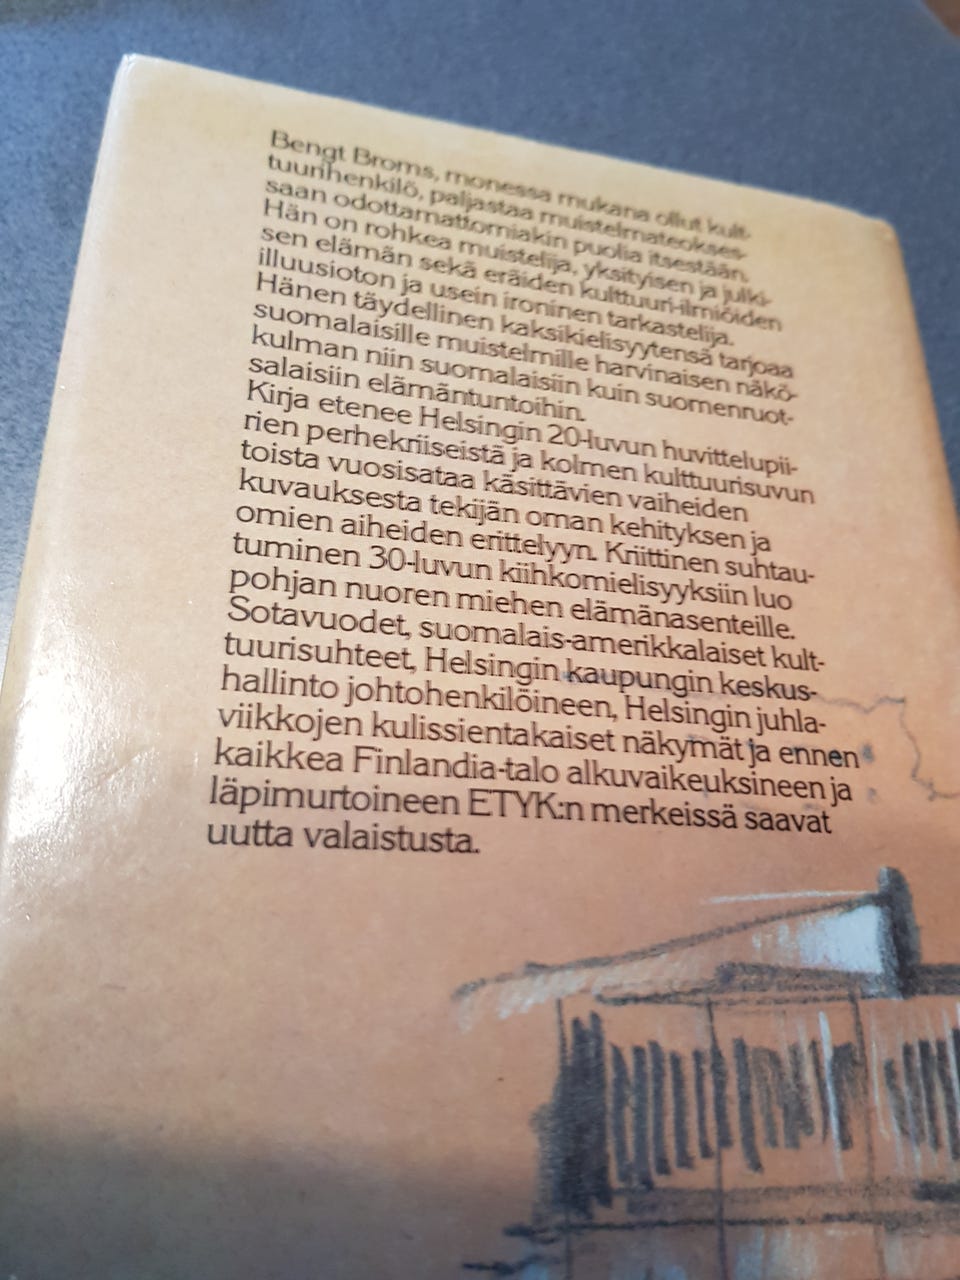 Bengt Broms, monessa mukana ollut kult-
tuurihenkilö, paljastaa muistelmateokses-
saan odottamattomiakin puolia itsestään.
Hän on rohkea muistelija, yksityisen ja julki-
sen elämän sekä eräiden kulttuuri-ilmiöiden
illuusioton ja usein ironinen tarkastelija.
Hänen täydellinen kaksikielisyytensä tarjoaa
suomalaisille muistelmille harvinaisen näkö-
kulman niin suomalaisiin kuin suomenruot-
salaisiin elämäntuntoihin.
Kirja etenee Helsingin 20-luvun huvittelupii-
rien perhekriiseistä ja kolmen kulttuurisuvun
toista vuosisataa käsittävien vaiheiden
kuvauksesta tekijän oman kehityksen ja
omien aiheiden erittelyyn. Kriittinen suhtau-
tuminen 30-luvun kiihkomielisyyksiin luo
pohjan nuoren miehen elämänasenteille.
Sotavuodet, suomalais-amerikkalaiset kult-
tuurisuhteet, Helsingin kaupungin keskus-
hallinto johtohenkilöineen, Helsingin juhla-
viikkojen kulissientakaiset näkymät ja ennen
kaikkea Finlandia-talo alkuvaikeuksineen ja
läpimurtoineen ETYK:n merkeissä saavat
uutta valaistusta.